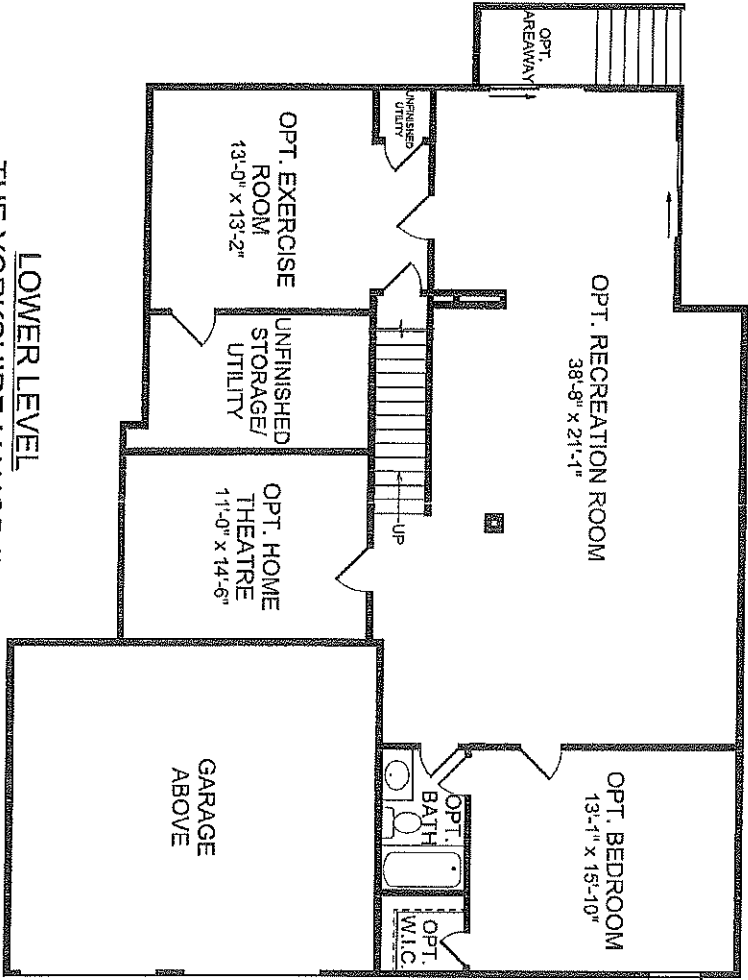 OPT.
AREAWAY
UNFINISHED
UTILITY
OPT. EXERCISE
ROOM
13'-0" x 13'-2"
OPT. RECREATION ROOM
38'-8" x 21'-1"
UNFINISHED
STORAGE/
UTILITY
UP
OPT. HOME
THEATRE
11'-0" x 14'-6"
OPT.
BATH
OPT. BEDROOM
13'-1" x 15'-10"
OPT.
W.I.C.
GARAGE
ABOVE
LOWER LEVEL